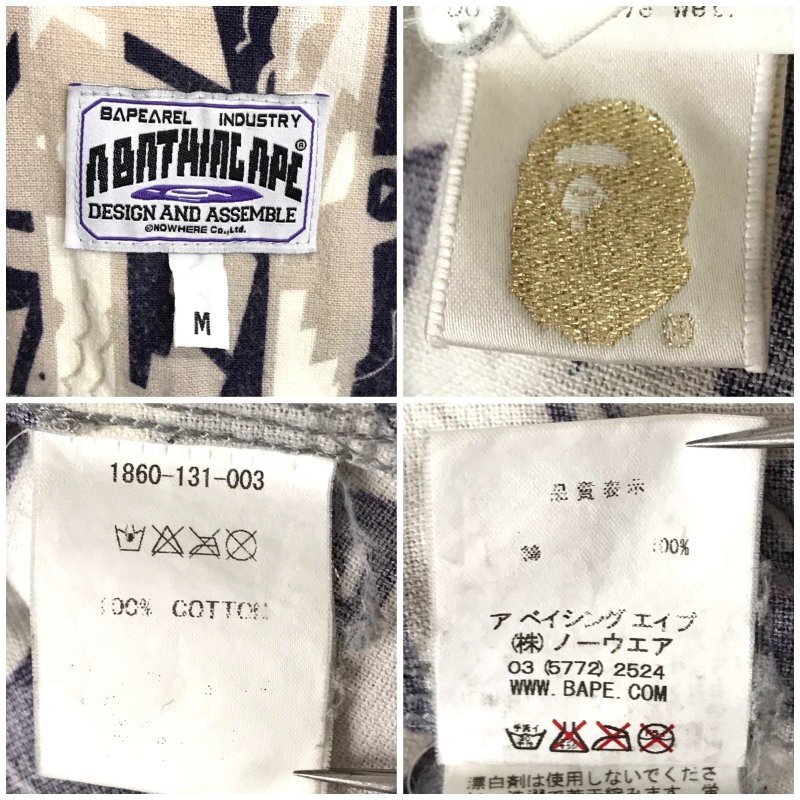 BAPEAREL INDUSTRY
A BATHING APE®
DESIGN AND ASSEMBLE
©NOWHERE Co.,Ltd.
M
1860-131-003
100% COTTON
品質表示
綿 100%
ア ベイシング エイプ
(株) ノーウエア
03 (5772) 2524
WWW.BAPE.COM
漂白剤は使用しないでくださ